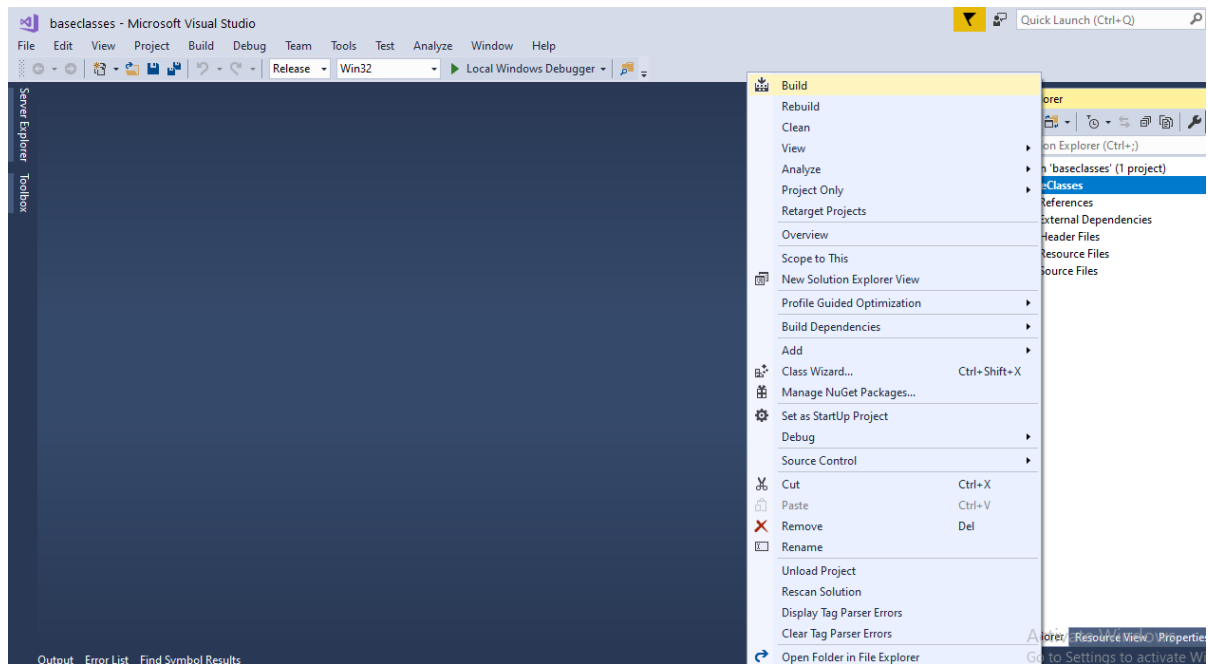 baseclasses - Microsoft Visual Studio
Quick Launch (Ctrl+Q)
File Edit View Project Build Debug Team Tools Test Analyze Window Help
Release Win32 Local Windows Debugger
Server Explorer
Toolbox
Build
Rebuild
Clean
View
Analyze
Project Only
Retarget Projects
Overview
Scope to This
New Solution Explorer View
Profile Guided Optimization
Build Dependencies
Add
Class Wizard... Ctrl+Shift+X
Manage NuGet Packages...
Set as StartUp Project
Debug
Source Control
Cut Ctrl+X
Paste Ctrl+V
Remove Del
Rename
Unload Project
Rescan Solution
Display Tag Parser Errors
Clear Tag Parser Errors
Open Folder in File Explorer
orer
on Explorer (Ctrl+;)
n 'baseclasses' (1 project)
eClasses
References
External Dependencies
Header Files
Resource Files
Source Files
orer Resource View Properties
Activate Windows
Go to Settings to activate Wi
Output Error List Find Symbol Results